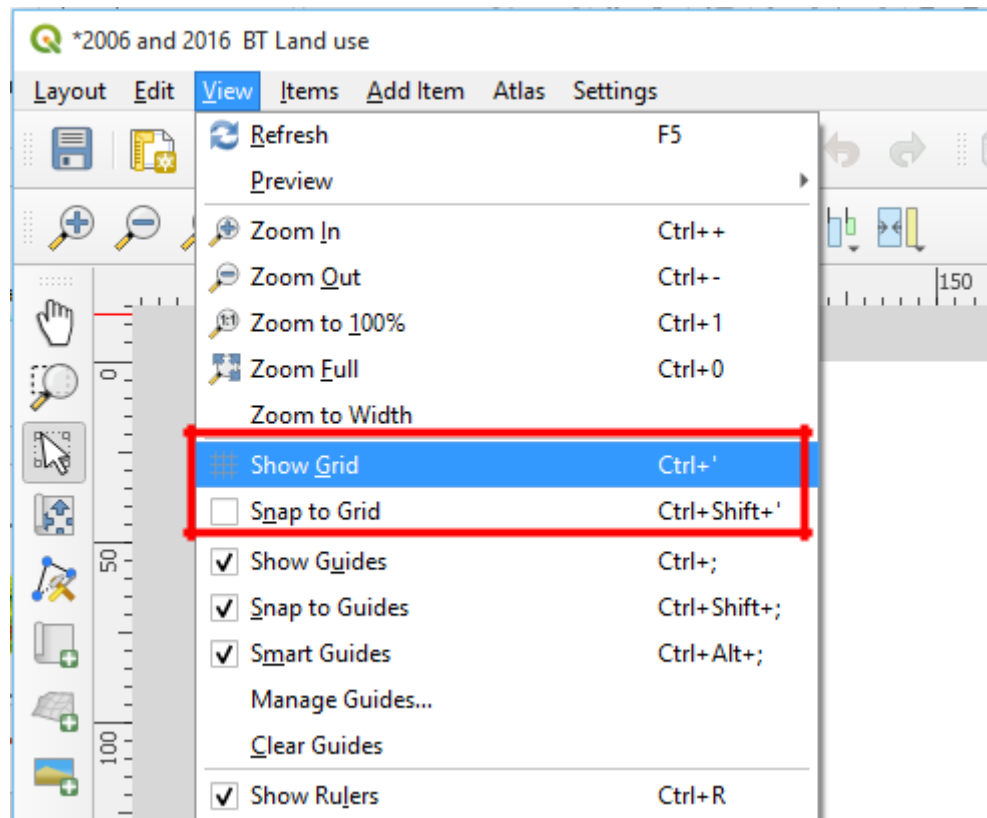 *2006 and 2016 BT Land use
Layout Edit View Items Add Item Atlas Settings
Refresh F5
Preview
Zoom In Ctrl++
Zoom Out Ctrl+-
1:1 Zoom to 100% Ctrl+1
Zoom Full Ctrl+0
Zoom to Width
Show Grid Ctrl+'
Snap to Grid Ctrl+Shift+'
Show Guides Ctrl+;
Snap to Guides Ctrl+Shift+;
Smart Guides Ctrl+Alt+;
Manage Guides...
Clear Guides
Show Rulers Ctrl+R
150
0
50
100